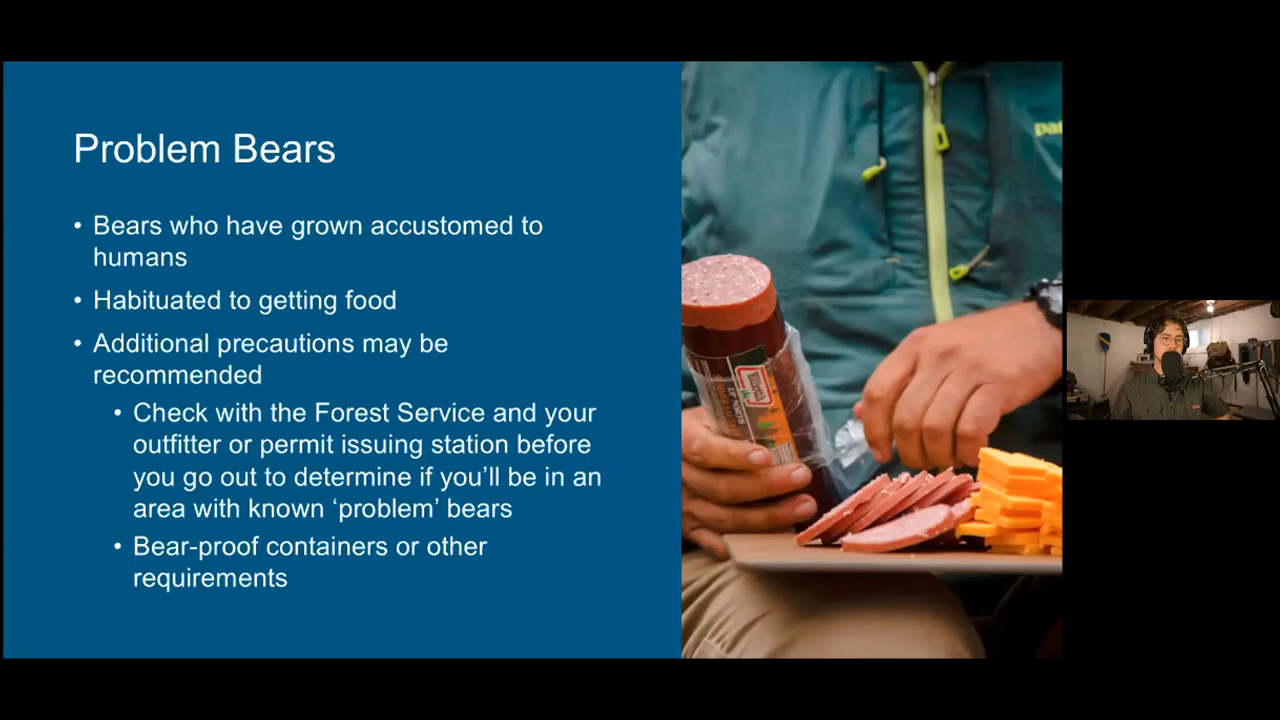 Problem Bears
• Bears who have grown accustomed to
humans
• Habituated to getting food
• Additional precautions may be
recommended
• Check with the Forest Service and your
outfitter or permit issuing station before
you go out to determine if you’ll be in an
area with known ‘problem’ bears
• Bear-proof containers or other
requirements